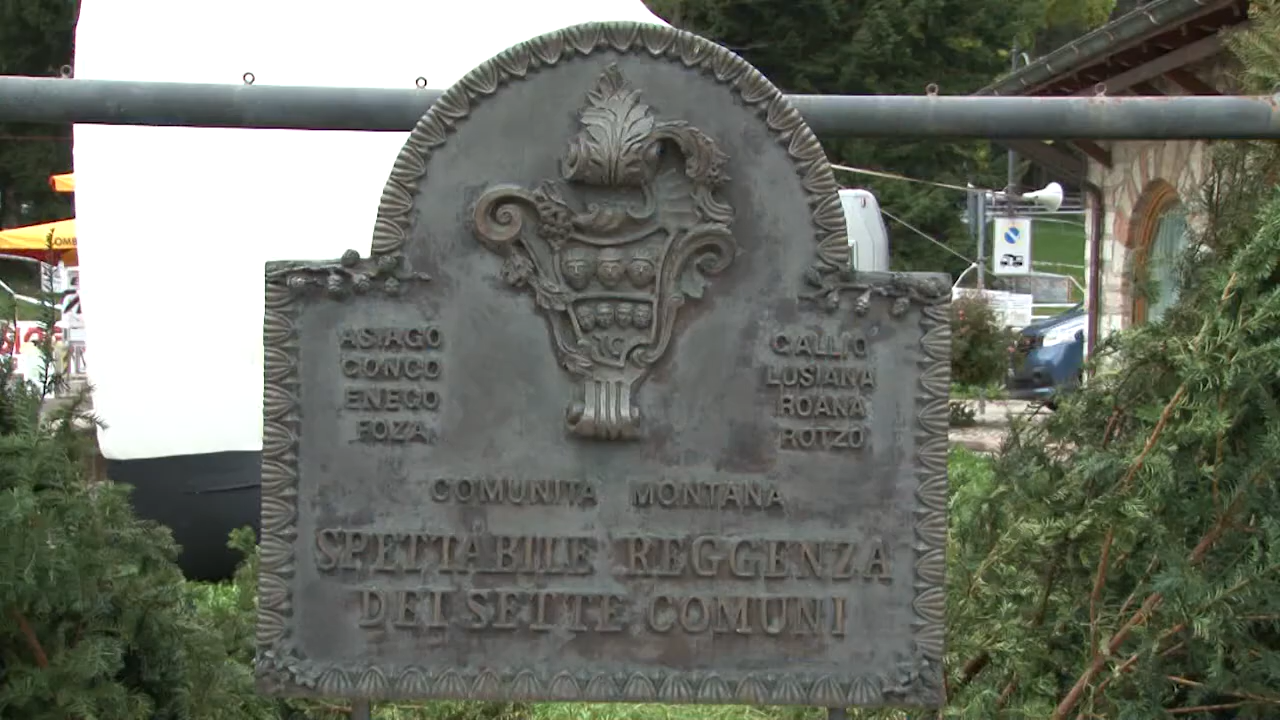 ASIAGO
CONCO
ENEGO
FOZA
GALLIO
LUSIANA
ROANA
ROTZO
COMUNITA MONTANA
SPETTABILE REGGENZA
DEI SETTE COMUNI